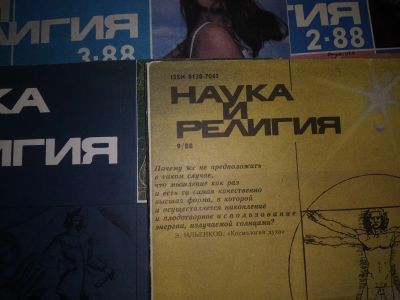 ЛИГИЯ
3·88
2·88
КА
ИГИЯ
ISSN 0130-7045
НАУКА
И
РЕЛИГИЯ
9/88
Почему же не предположить
в таком случае,
что мышление как раз
и есть та самая качественно
высшая форма, в которой
и осуществляется накопление
и плодотворное использование
энергии, излучаемой солнцами?
Э. ИЛЬЕНКОВ. «Космология духа»